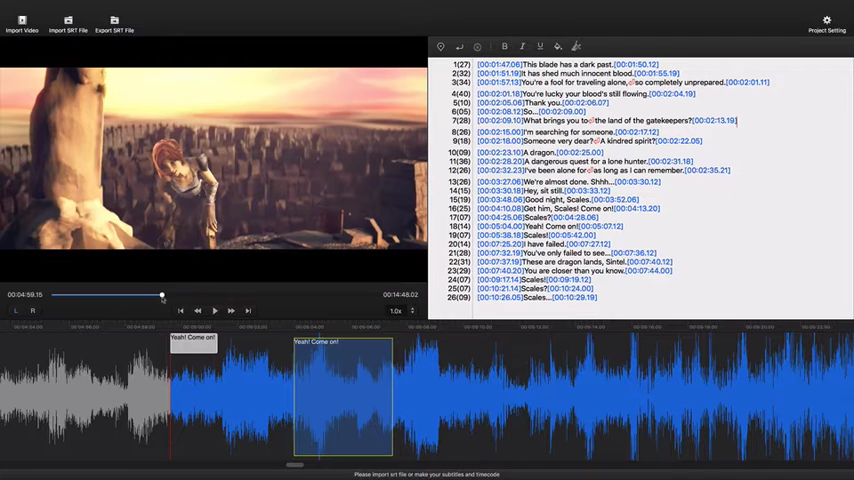 Import Video
Import SRT File
Export SRT File
Project Setting
B I U
1(27) [00:01:47.06]This blade has a dark past.[00:01:50.12]
2(32) [00:01:51.19]It has shed much innocent blood.[00:01:55.19]
3(34) [00:01:57.18]You're a fool for traveling alone,⏎so completely unprepared.[00:02:01.11]
4(40) [00:02:01.18]You're lucky your blood's still flowing.[00:02:04.19]
5(10) [00:02:05.06]Thank you.[00:02:06.07]
6(05) [00:02:08.12]So...[00:02:09.00]
7(28) [00:02:09.10]What brings you to⏎the land of the gatekeepers?[00:02:13.19]
8(26) [00:02:15.00]I'm searching for someone.[00:02:17.12]
9(18) [00:02:18.00]Someone very dear?⏎A kindred spirit?[00:02:22.05]
10(09) [00:02:23.10]A dragon.[00:02:25.00]
11(36) [00:02:28.20]A dangerous quest for a lone hunter.[00:02:31.18]
12(26) [00:02:32.23]I've been alone for⏎as long as I can remember.[00:02:35.21]
13(26) [00:03:27.06]We're almost done. Shhh...[00:03:30.12]
14(15) [00:03:30.18]Hey, sit still.[00:03:33.12]
15(19) [00:03:48.06]Good night, Scales.[00:03:52.06]
16(25) [00:04:10.08]Get him, Scales! Come on![00:04:13.20]
17(07) [00:04:25.06]Scales?[00:04:28.06]
18(14) [00:05:04.00]Yeah! Come on![00:05:07.12]
19(07) [00:05:38.18]Scales![00:05:42.00]
20(14) [00:07:25.20]I have failed.[00:07:27.12]
21(28) [00:07:32.19]You've only failed to see...[00:07:36.12]
22(31) [00:07:37.19]These are dragon lands, Sintel.[00:07:40.12]
23(29) [00:07:40.20]You are closer than you know.[00:07:44.00]
24(07) [00:09:17.14]Scales![00:09:19.12]
25(07) [00:10:21.14]Scales?[00:10:24.00]
26(09) [00:10:26.05]Scales...[00:10:29.19]
00:04:59.15
00:14:48.02
L R
1.0x
Yeah! Come on!
Yeah! Come on!
Please import srt file or make your subtitles and timecode